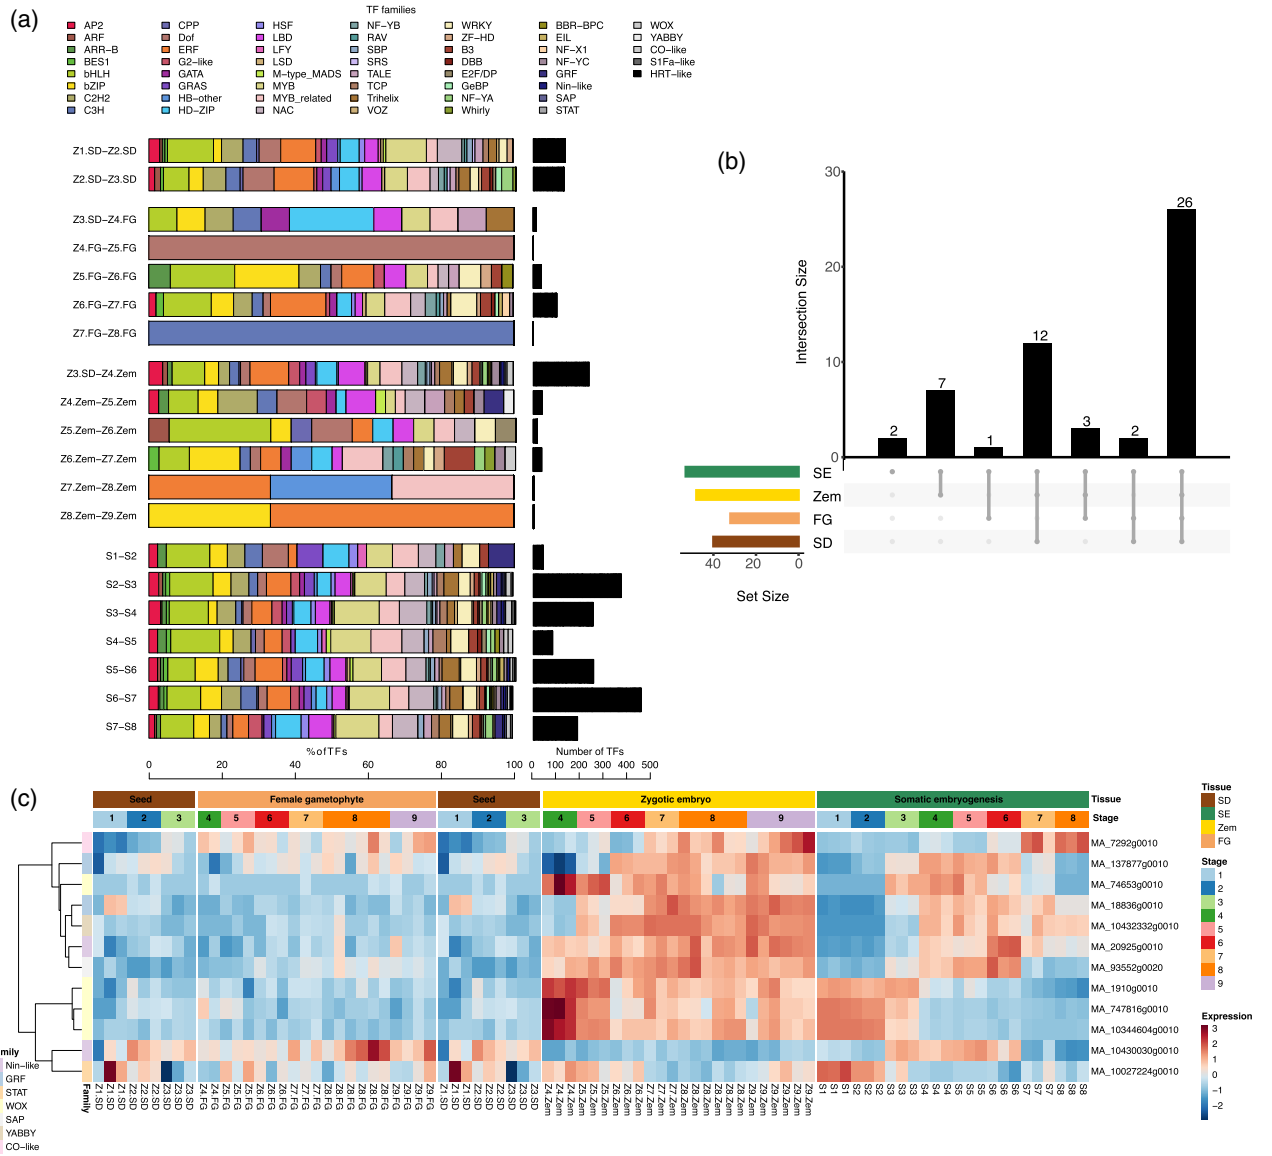 (a)
TF families
AP2 CPP HSF NF-YB WRKY BBR-BPC WOX
ARF Dof LBD RAV ZF-HD EIL YABBY
ARR-B ERF LFY SBP B3 NF-X1 CO-like
BES1 G2-like LSD SRS DBB NF-YC S1Fa-like
bHLH GATA M-type_MADS TALE E2F/DP GRF HRT-like
bZIP GRAS MYB TCP GeBP Nin-like
C2H2 HB-other MYB_related Trihelix NF-YA SAP
C3H HD-ZIP NAC VOZ Whirly STAT
Z1.SD-Z2.SD
Z2.SD-Z3.SD
Z3.SD-Z4.FG
Z4.FG-Z5.FG
Z5.FG-Z6.FG
Z6.FG-Z7.FG
Z7.FG-Z8.FG
Z3.SD-Z4.Zem
Z4.Zem-Z5.Zem
Z5.Zem-Z6.Zem
Z6.Zem-Z7.Zem
Z7.Zem-Z8.Zem
Z8.Zem-Z9.Zem
S1-S2
S2-S3
S3-S4
S4-S5
S5-S6
S6-S7
S7-S8
%ofTFs
0 20 40 60 80 100
Number of TFs
0 100 200 300 400 500
(b)
Intersection Size
30
20
10
0
2 7 1 12 3 2 26
SE
Zem
FG
SD
40 20 0
Set Size
(c)
Seed Female gametophyte Seed Zygotic embryo Somatic embryogenesis Tissue
1 2 3 4 5 6 7 8 9 1 2 3 4 5 6 7 8 9 1 2 3 4 5 6 7 8 Stage
MA_7292g0010
MA_137877g0010
MA_74653g0010
MA_18836g0010
MA_10432332g0010
MA_20925g0010
MA_93552g0020
MA_1910g0010
MA_747816g0010
MA_10344604g0010
MA_10430030g0010
MA_10027224g0010
mily
Nin-like
GRF
STAT
WOX
SAP
YABBY
CO-like
Family
Tissue
SD
SE
Zem
FG
Stage
1
2
3
4
5
6
7
8
9
Expression
3
2
1
0
-1
-2